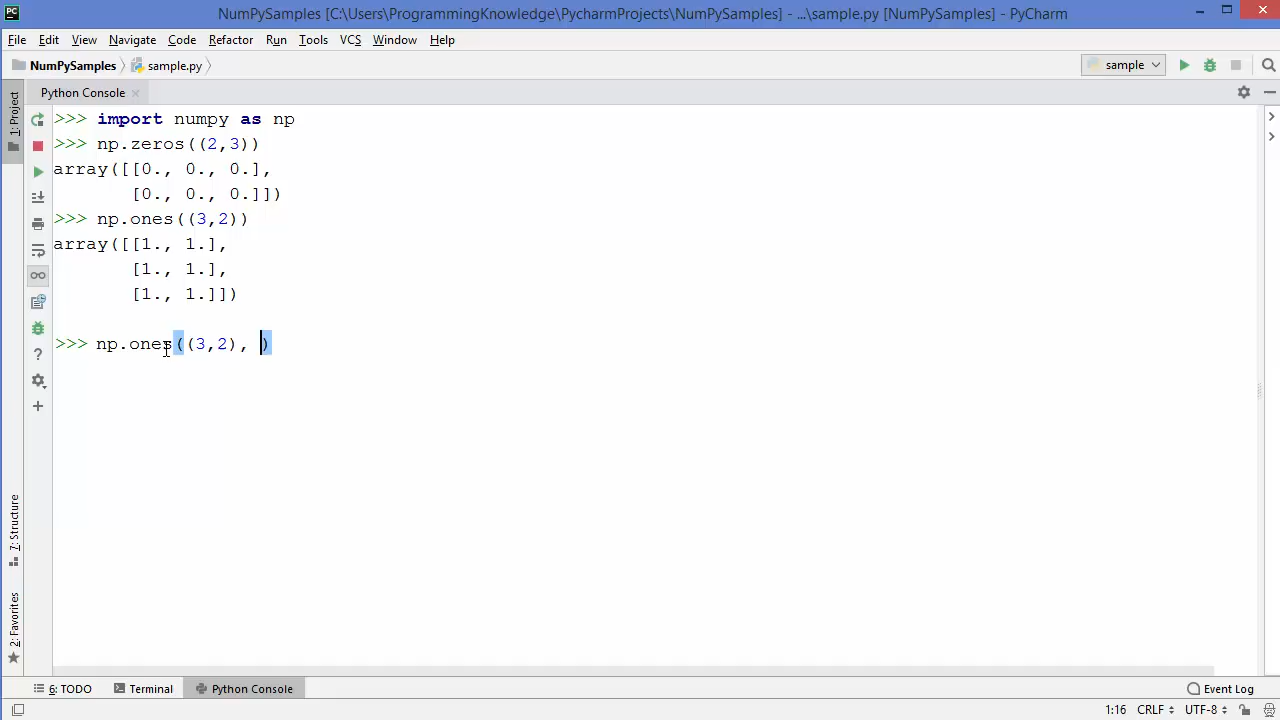 PC NumPySamples [C:\Users\ProgrammingKnowledge\PycharmProjects\NumPySamples] - ...\sample.py [NumPySamples] - PyCharm
File Edit View Navigate Code Refactor Run Tools VCS Window Help
NumPySamples sample.py sample
Python Console
1: Project
>>> import numpy as np
>>> np.zeros((2,3))
array([[0., 0., 0.],
       [0., 0., 0.]])
>>> np.ones((3,2))
array([[1., 1.],
       [1., 1.],
       [1., 1.]])
>>> np.ones((3,2), )
7: Structure
2: Favorites
6: TODO Terminal Python Console Event Log
1:16 CRLF UTF-8